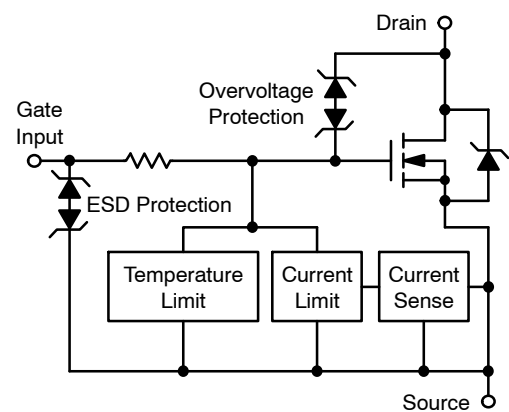 Drain
Overvoltage
Protection
Gate
Input
ESD Protection
Temperature
Limit
Current
Limit
Current
Sense
Source